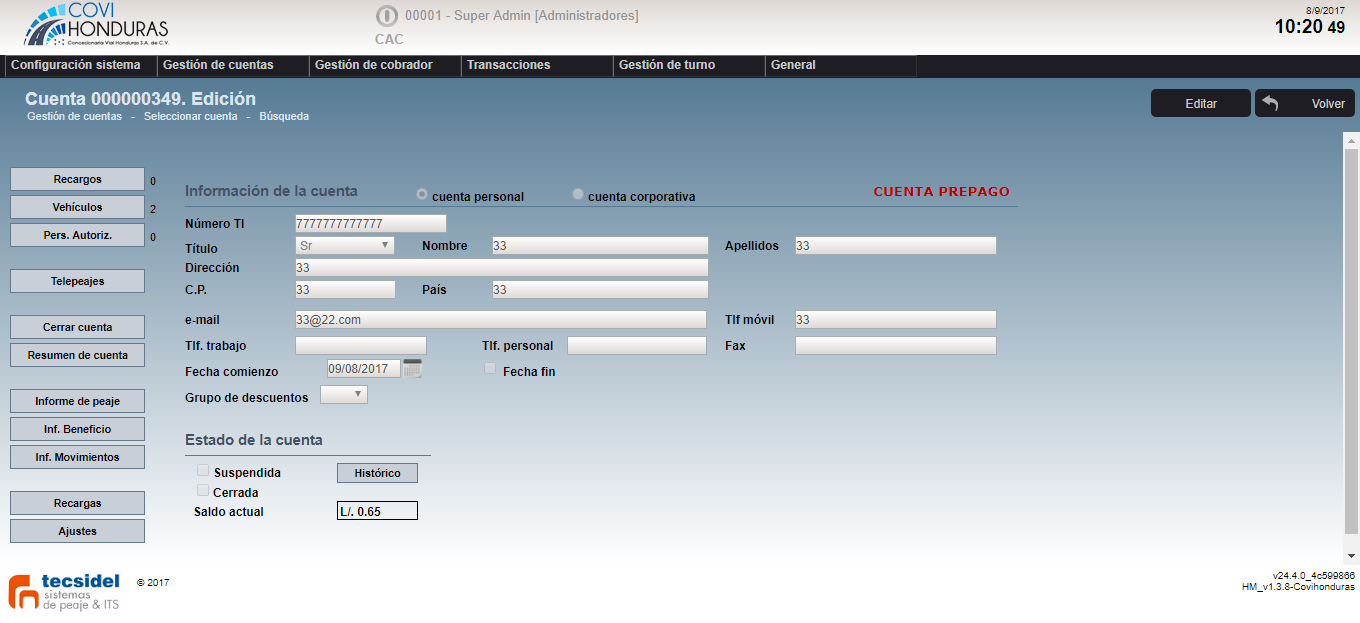 COVI
HONDURAS
Concesionaria Vial Honduras S.A. de C.V.
00001 - Super Admin [Administradores]
CAC
8/9/2017
10:20 49
Configuración sistema
Gestión de cuentas
Gestión de cobrador
Transacciones
Gestión de turno
General
Cuenta 000000349. Edición
Gestión de cuentas - Seleccionar cuenta - Búsqueda
Editar
Volver
Recargos 0
Vehículos 2
Pers. Autoriz. 0
Telepeajes
Cerrar cuenta
Resumen de cuenta
Informe de peaje
Inf. Beneficio
Inf. Movimientos
Recargas
Ajustes
Información de la cuenta
cuenta personal
cuenta corporativa
CUENTA PREPAGO
Número TI 7777777777777
Título Sr Nombre 33 Apellidos 33
Dirección 33
C.P. 33 País 33
e-mail 33@22.com Tlf móvil 33
Tlf. trabajo Tlf. personal Fax
Fecha comienzo 09/08/2017 Fecha fin
Grupo de descuentos
Estado de la cuenta
Suspendida Histórico
Cerrada
Saldo actual L/. 0.65
tecsidel
sistemas
de peaje & ITS
© 2017
v24.4.0_4c599866
HM_v1.3.8-Covihonduras